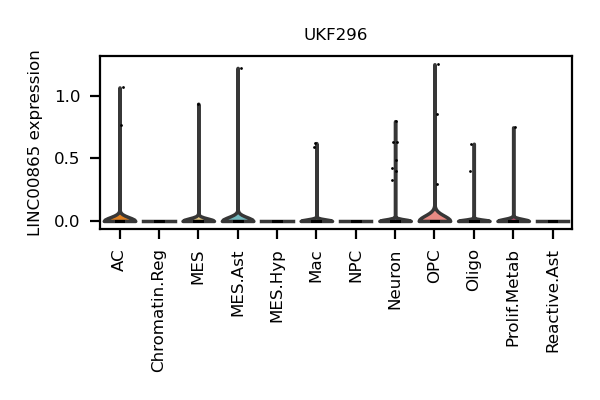 UKF296
LINC00865 expression
1.0
0.5
0.0
AC
Chromatin.Reg
MES
MES.Ast
MES.Hyp
Mac
NPC
Neuron
OPC
Oligo
Prolif.Metab
Reactive.Ast